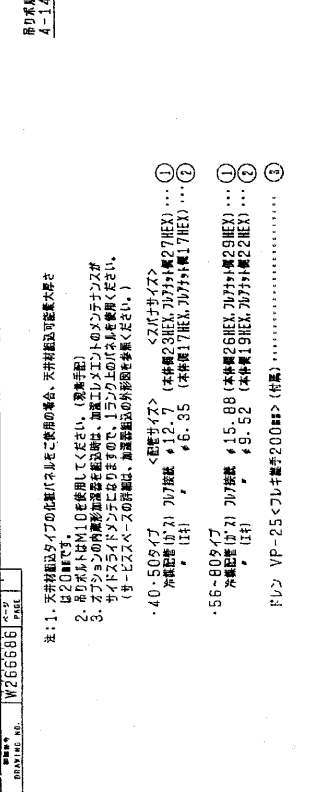 吊りボル
4-14
図面番号
DRAWING NO.
W266686
ページ
PAGE
1
注:1. 天井材組込タイプの化粧パネルをご使用の場合、天井材組込可能最大厚さ
は20mmです。
2. 吊りボルトはM10を使用してください。(現地手配)
3. オプションの内蔵形加湿器を組込時は、加湿エレメントのメンテナンスが
サイドスライドメンテになりますので、1ランク上のパネルを使用ください。
(サービススペースの詳細は、加湿器組込の外形図を参照ください。)
・40・50タイプ <配管サイズ> <スパナサイズ>
冷媒配管(ガス) フレア接続 φ12.7 (本体側23HEX,フレアナット側27HEX)…①
〃 (エキ) 〃 φ6.35 (本体側17HEX,フレアナット側17HEX)…②
・56~80タイプ
冷媒配管(ガス) フレア接続 φ15.88 (本体側26HEX,フレアナット側29HEX)…①
〃 (エキ) 〃 φ9.52 (本体側19HEX,フレアナット側22HEX)…②
ドレン VP-25<フレキ継手200mm>(付属)……………………… ③